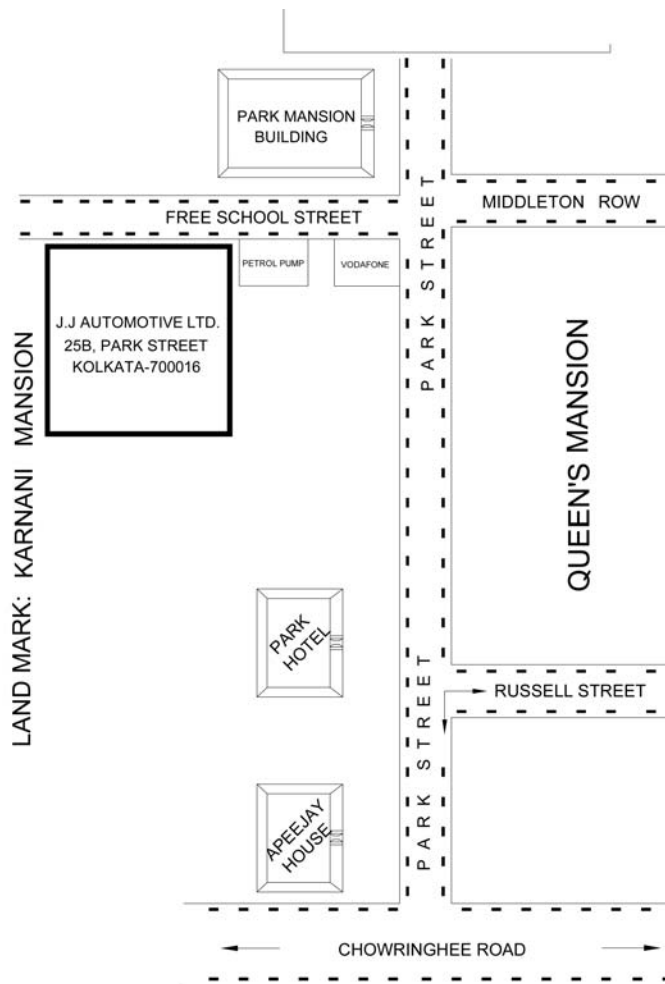 PARK MANSION
BUILDING
FREE SCHOOL STREET
MIDDLETON ROW
PETROL PUMP
VODAFONE
PARK STREET
J.J AUTOMOTIVE LTD.
25B, PARK STREET
KOLKATA-700016
LAND MARK: KARNANI MANSION
QUEEN'S MANSION
PARK
HOTEL
RUSSELL STREET
PARK STREET
APEEJAY
HOUSE
CHOWRINGHEE ROAD